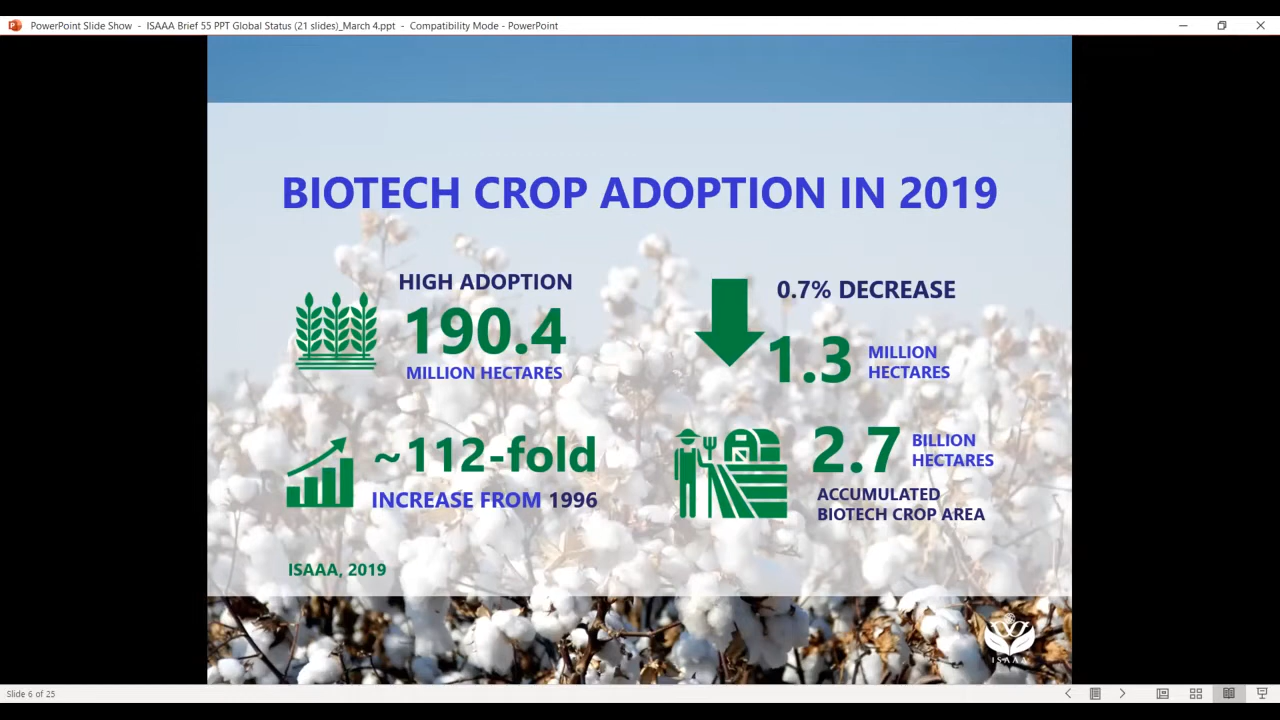 PowerPoint Slide Show - ISAAA Brief 55 PPT Global Status (21 slides)_March 4.ppt - Compatibility Mode - PowerPoint
BIOTECH CROP ADOPTION IN 2019
HIGH ADOPTION
190.4
MILLION HECTARES
0.7% DECREASE
1.3
MILLION
HECTARES
~112-fold
INCREASE FROM 1996
2.7
BILLION
HECTARES
ACCUMULATED
BIOTECH CROP AREA
ISAAA, 2019
ISAAA
Slide 6 of 25